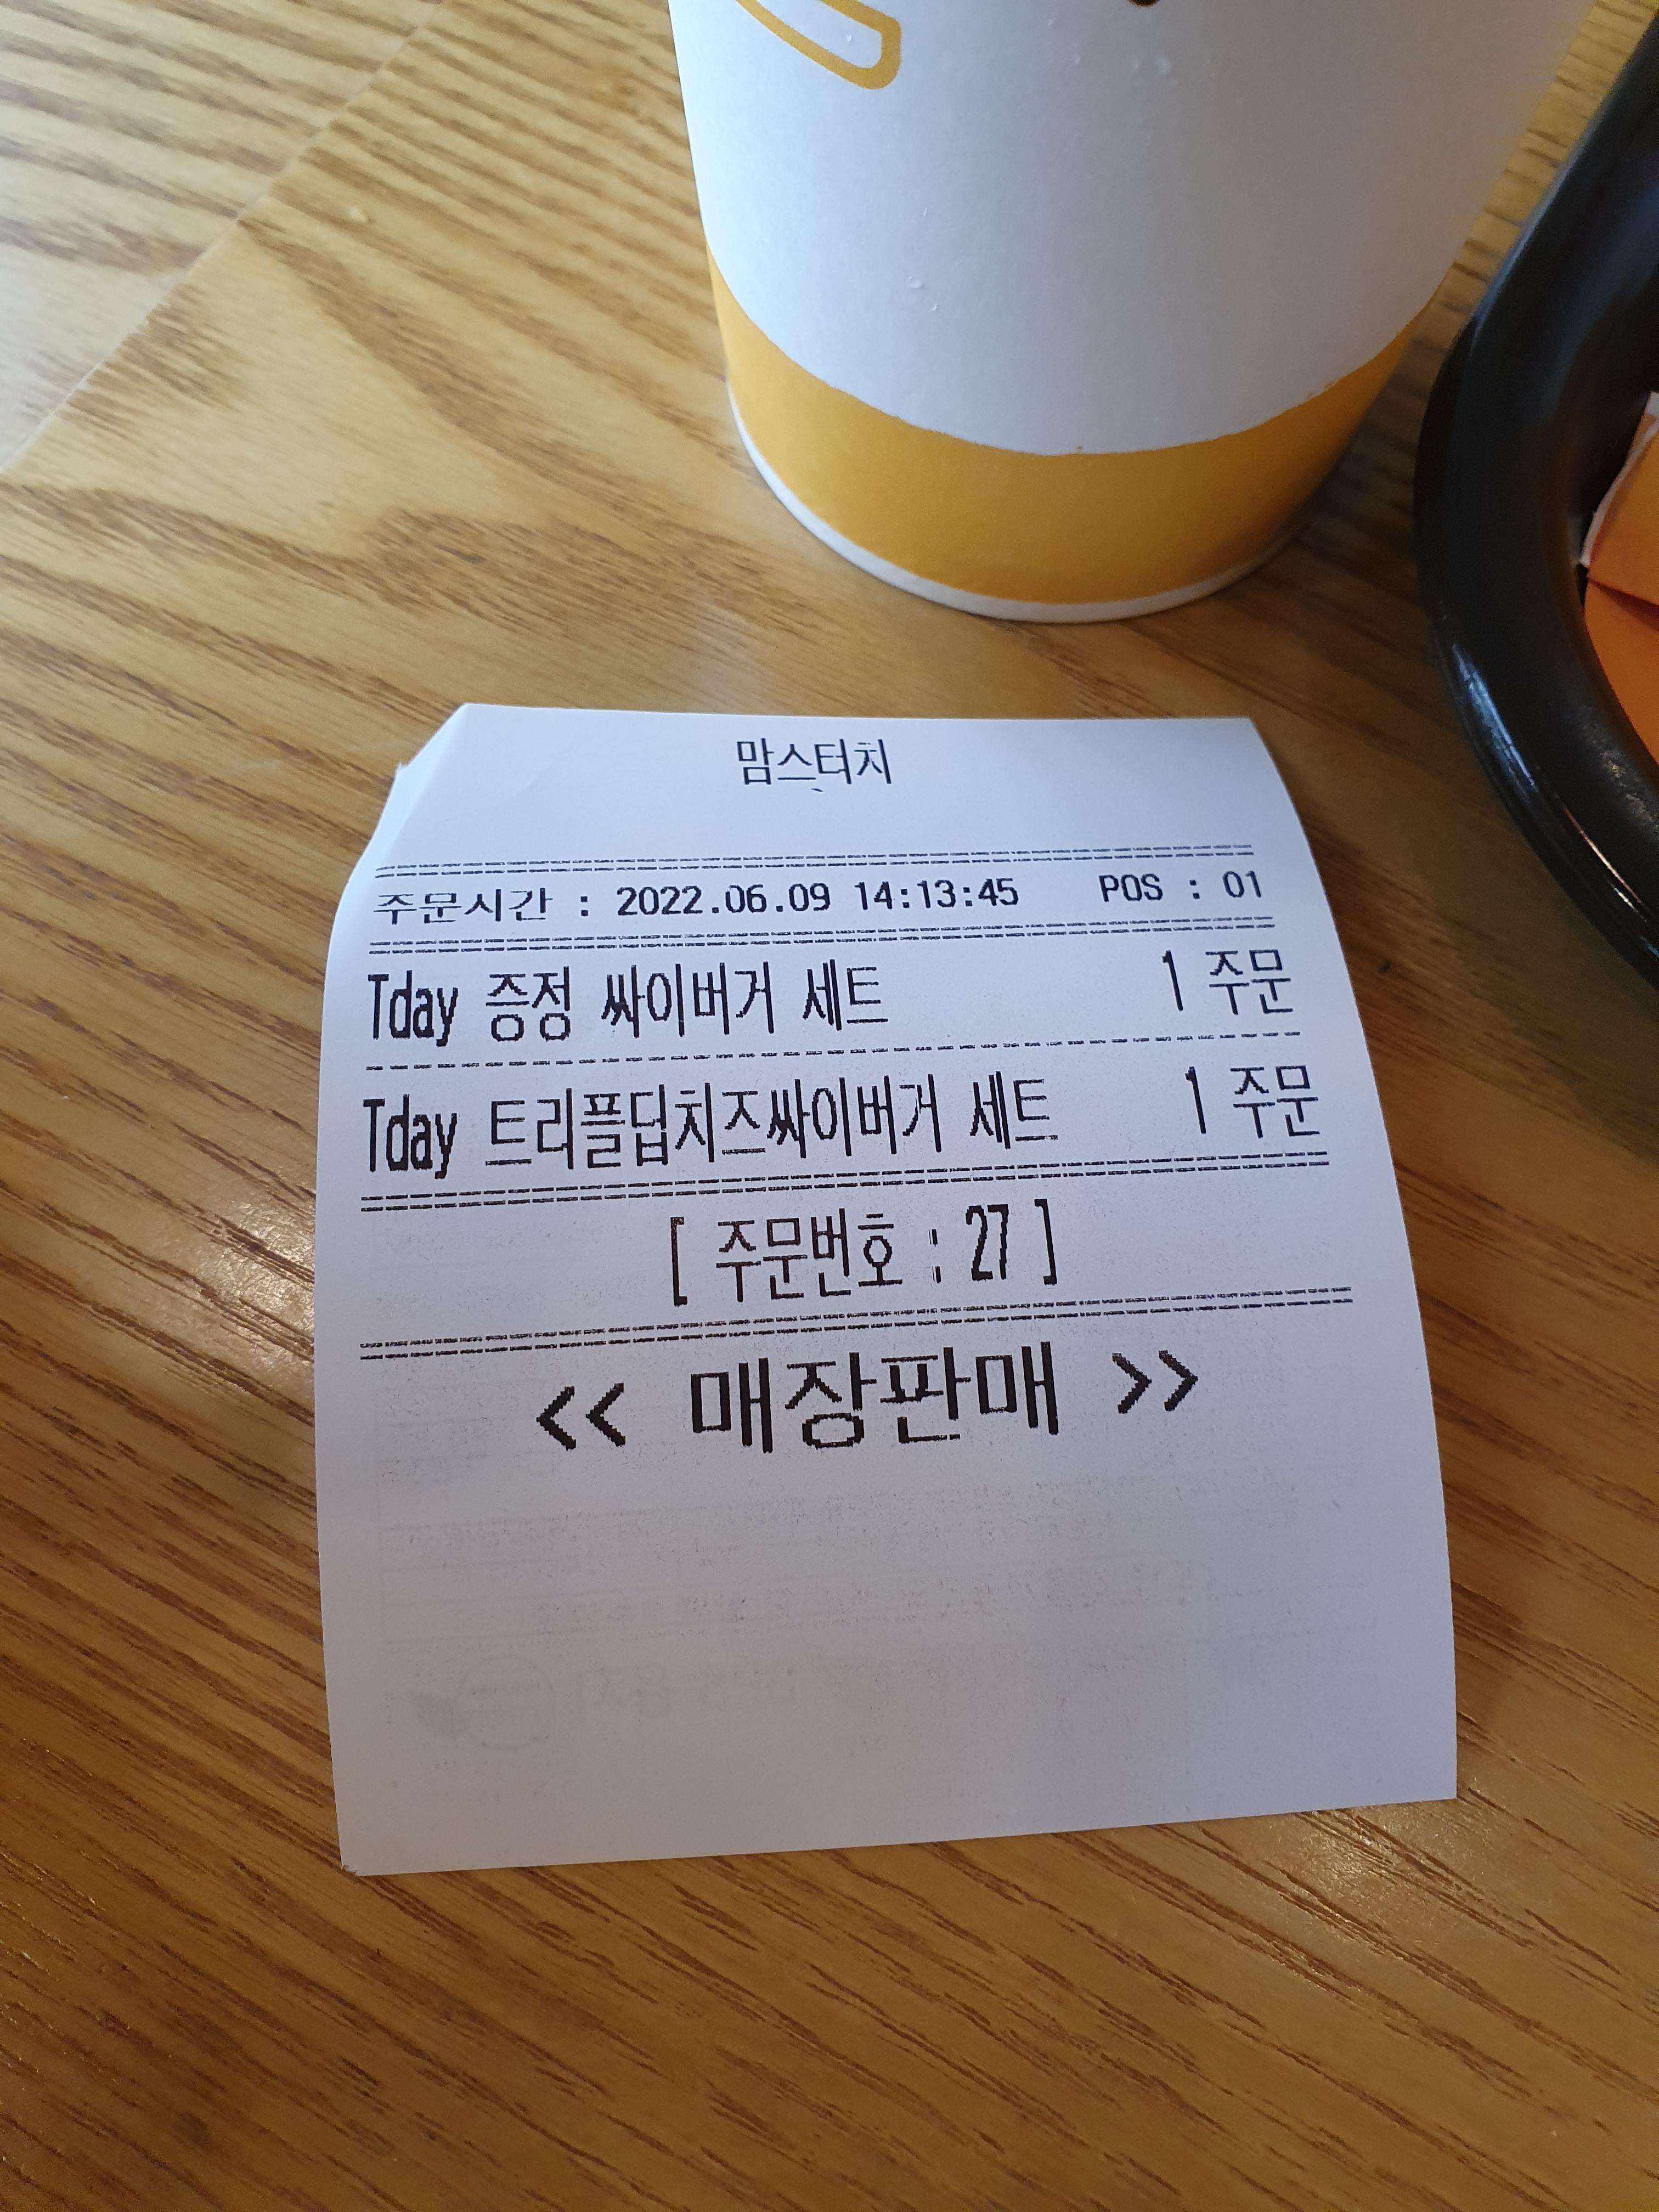 맘스터치
주문시간 : 2022.06.09 14:13:45 POS : 01
Tday 증정 싸이버거 세트 1 주문
Tday 트리플딥치즈싸이버거 세트 1 주문
[ 주문번호 : 27 ]
<< 매장판매 >>